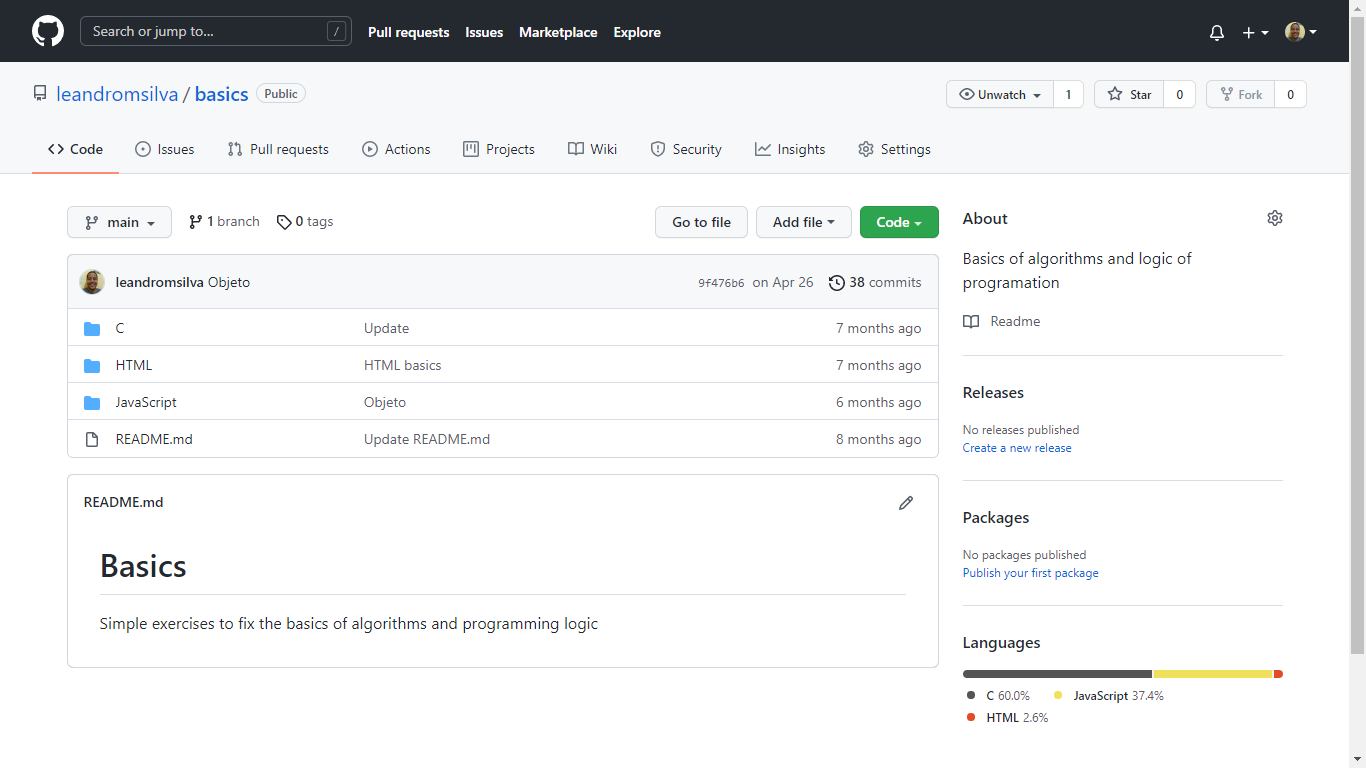 Search or jump to... /
Pull requests Issues Marketplace Explore
leandromsilva / basics Public
Unwatch 1 Star 0 Fork 0
Code Issues Pull requests Actions Projects Wiki Security Insights Settings
main 1 branch 0 tags Go to file Add file Code
leandromsilva Objeto 9f476b6 on Apr 26 38 commits
C Update 7 months ago
HTML HTML basics 7 months ago
JavaScript Objeto 6 months ago
README.md Update README.md 8 months ago
README.md
Basics
Simple exercises to fix the basics of algorithms and programming logic
About
Basics of algorithms and logic of
programation
Readme
Releases
No releases published
Create a new release
Packages
No packages published
Publish your first package
Languages
C 60.0% JavaScript 37.4%
HTML 2.6%